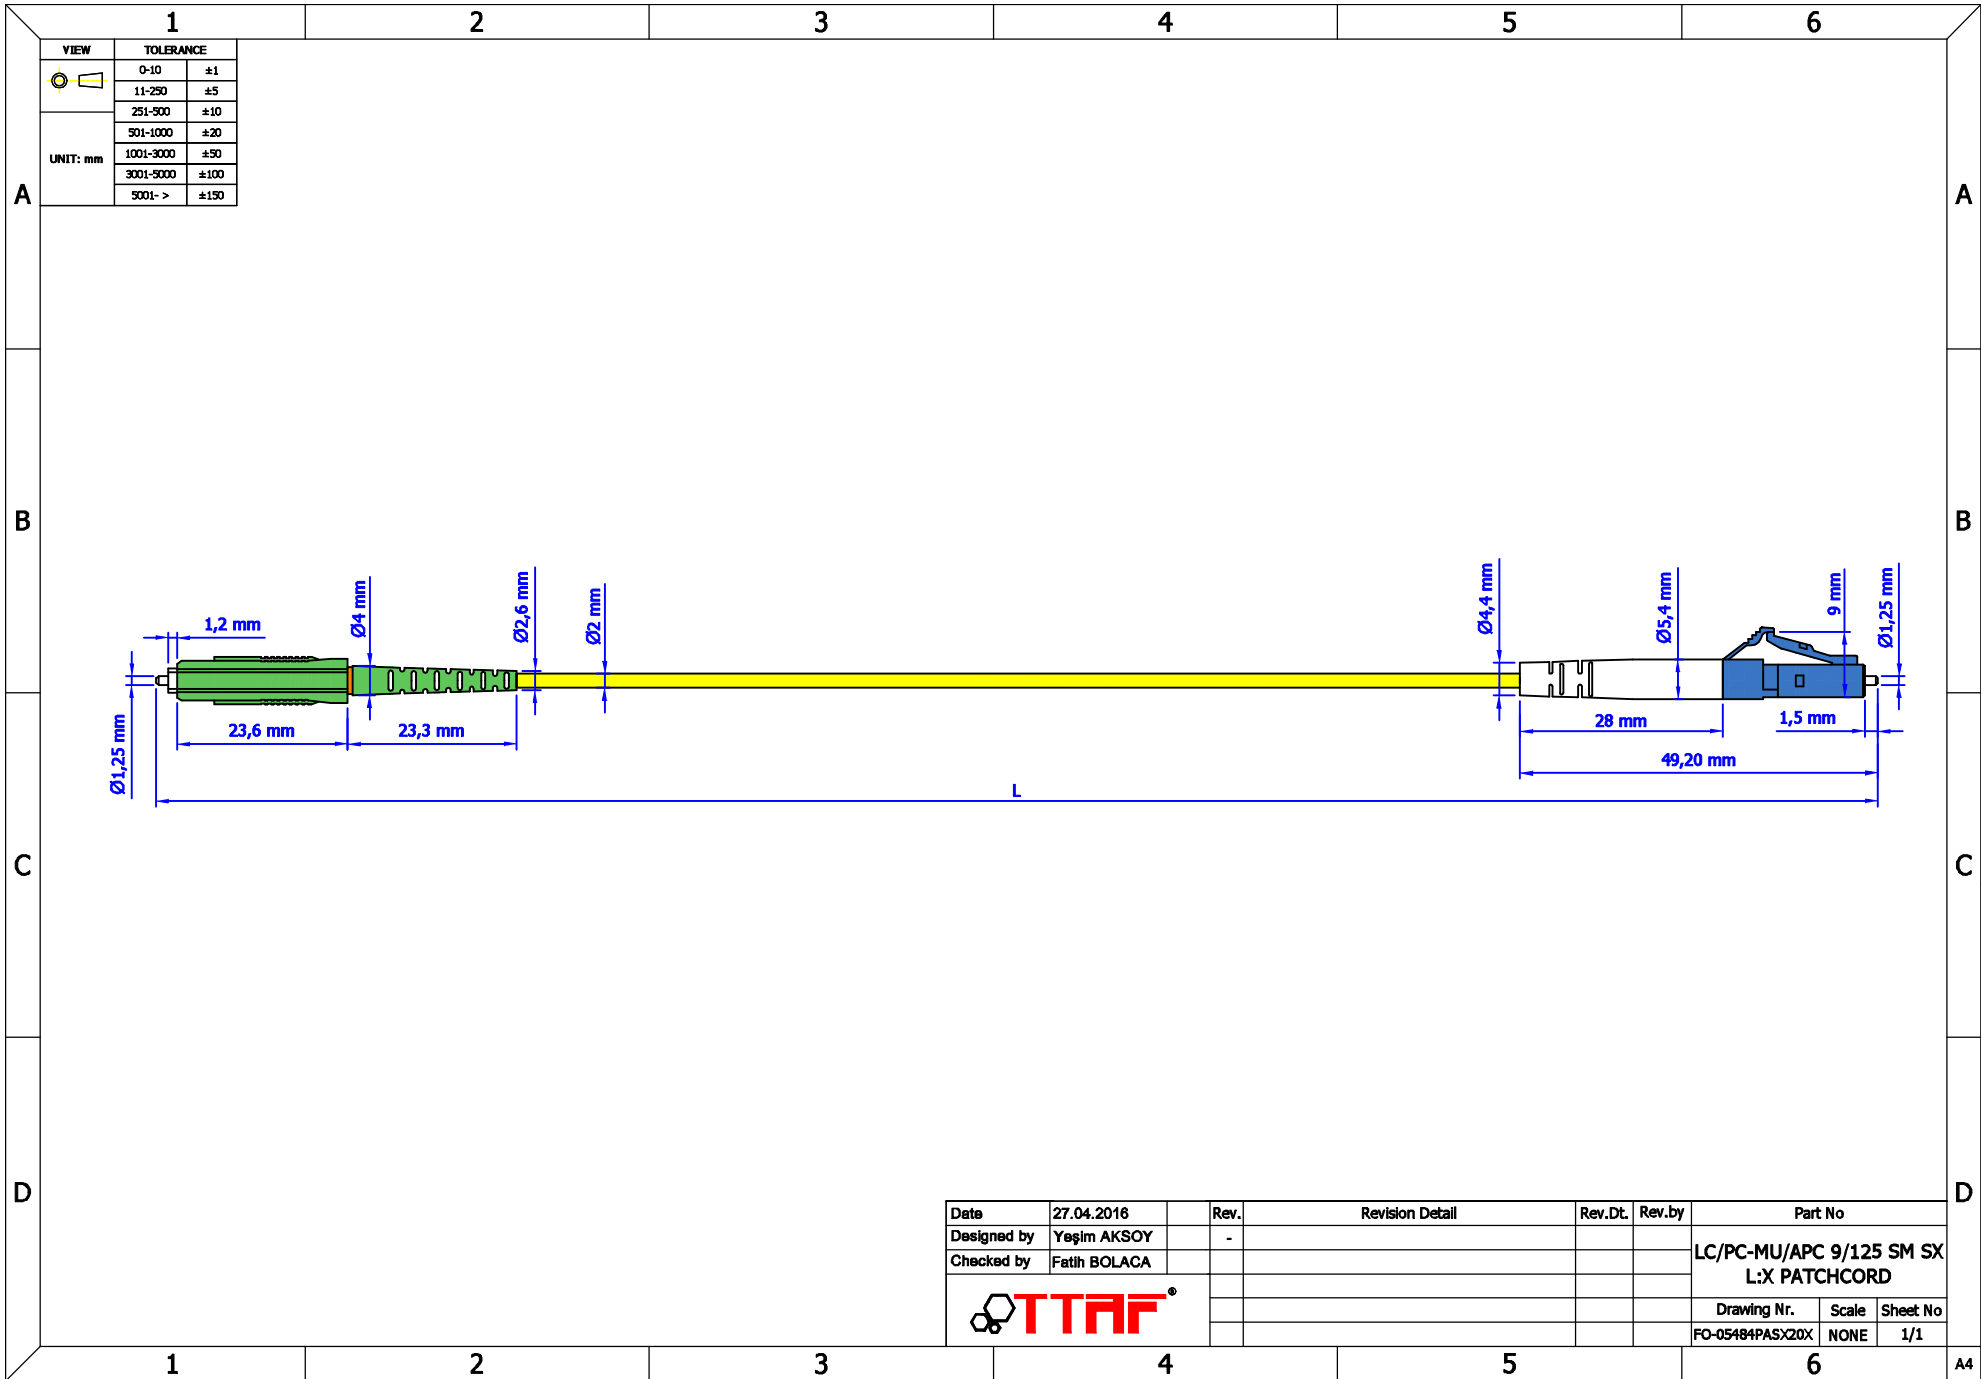 1 2 3 4 5 6
VIEW TOLERANCE
0-10 ±1
11-250 ±5
251-500 ±10
501-1000 ±20
UNIT: mm
1001-3000 ±50
3001-5000 ±100
5001- > ±150
A A
B B
1,2 mm
Ø4 mm
Ø2,6 mm
Ø2 mm
Ø4,4 mm
Ø5,4 mm
9 mm
Ø1,25 mm
Ø1,25 mm
23,6 mm
23,3 mm
28 mm
1,5 mm
49,20 mm
L
C C
D D
Date 27.04.2016 Rev. Revision Detail Rev.Dt. Rev.by Part No
Designed by Yeşim AKSOY -
Checked by Fatih BOLACA
LC/PC-MU/APC 9/125 SM SX
L:X PATCHCORD
TTAF ®
Drawing Nr. Scale Sheet No
FO-05484PASX20X NONE 1/1
1 2 3 4 5 6 A4